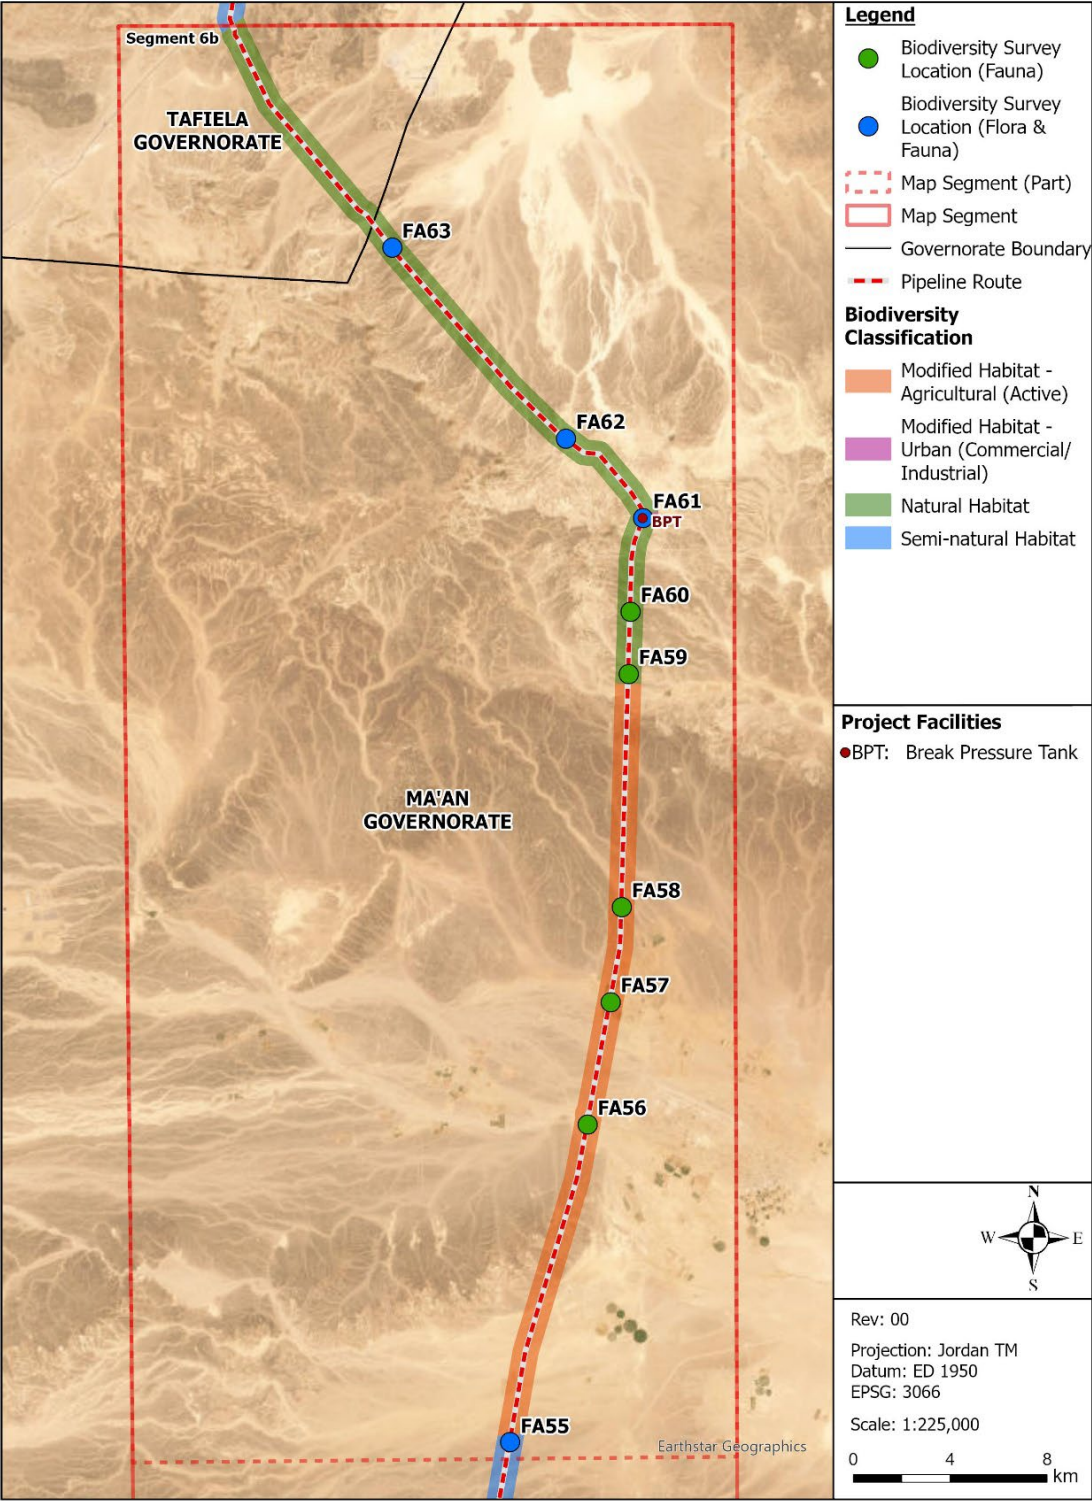 Segment 6b
TAFIELA
GOVERNORATE
FA63
FA62
FA61
BPT
FA60
FA59
MA'AN
GOVERNORATE
FA58
FA57
FA56
FA55
Earthstar Geographics
Legend
Biodiversity Survey
Location (Fauna)
Biodiversity Survey
Location (Flora &
Fauna)
Map Segment (Part)
Map Segment
Governorate Boundary
Pipeline Route
Biodiversity
Classification
Modified Habitat -
Agricultural (Active)
Modified Habitat -
Urban (Commercial/
Industrial)
Natural Habitat
Semi-natural Habitat
Project Facilities
BPT: Break Pressure Tank
N
W E
S
Rev: 00
Projection: Jordan TM
Datum: ED 1950
EPSG: 3066
Scale: 1:225,000
0 4 8
km